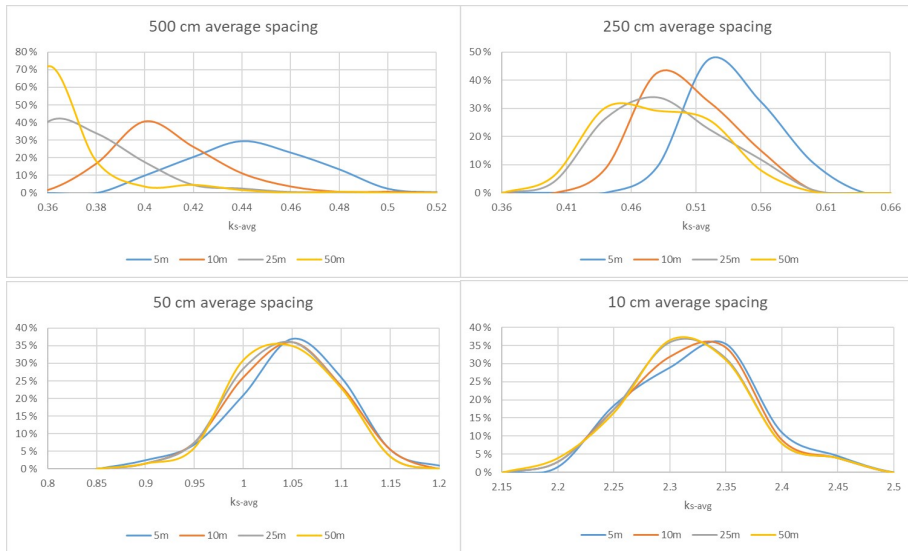 500 cm average spacing
80%
70%
60%
50%
40%
30%
20%
10%
0%
0.36 0.38 0.4 0.42 0.44 0.46 0.48 0.5 0.52
ks-avg
5m 10m 25m 50m
250 cm average spacing
50%
40%
30%
20%
10%
0%
0.36 0.41 0.46 0.51 0.56 0.61 0.66
ks-avg
5m 10m 25m 50m
50 cm average spacing
40%
35%
30%
25%
20%
15%
10%
5%
0%
0.8 0.85 0.9 0.95 1 1.05 1.1 1.15 1.2
ks-avg
5m 10m 25m 50m
10 cm average spacing
40%
35%
30%
25%
20%
15%
10%
5%
0%
2.15 2.2 2.25 2.3 2.35 2.4 2.45 2.5
ks-avg
5m 10m 25m 50m